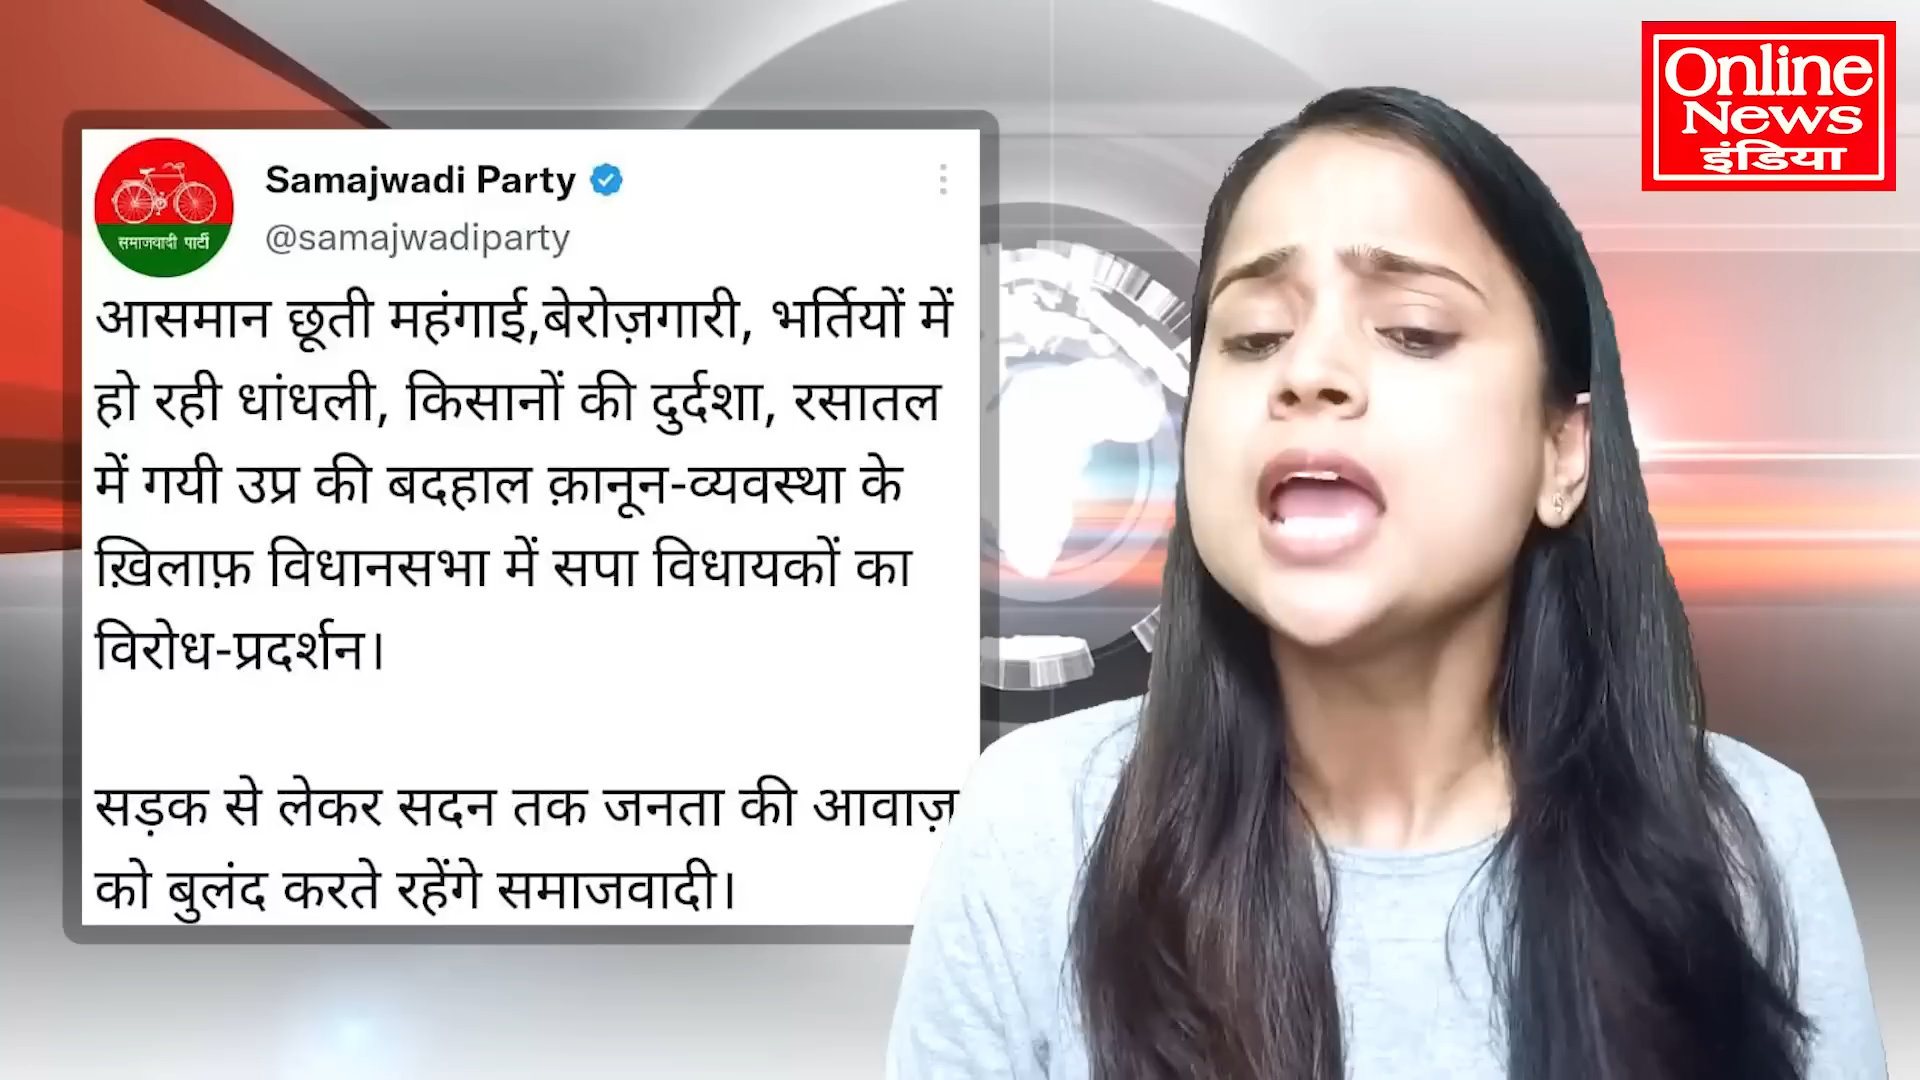 Samajwadi Party
@samajwadiparty
समाजवादी पार्टी
आसमान छूती महंगाई,बेरोज़गारी, भर्तियों में
हो रही धांधली, किसानों की दुर्दशा, रसातल
में गयी उप्र की बदहाल क़ानून-व्यवस्था के
ख़िलाफ़ विधानसभा में सपा विधायकों का
विरोध-प्रदर्शन।
सड़क से लेकर सदन तक जनता की आवाज़
को बुलंद करते रहेंगे समाजवादी।
Online
News
इंडिया